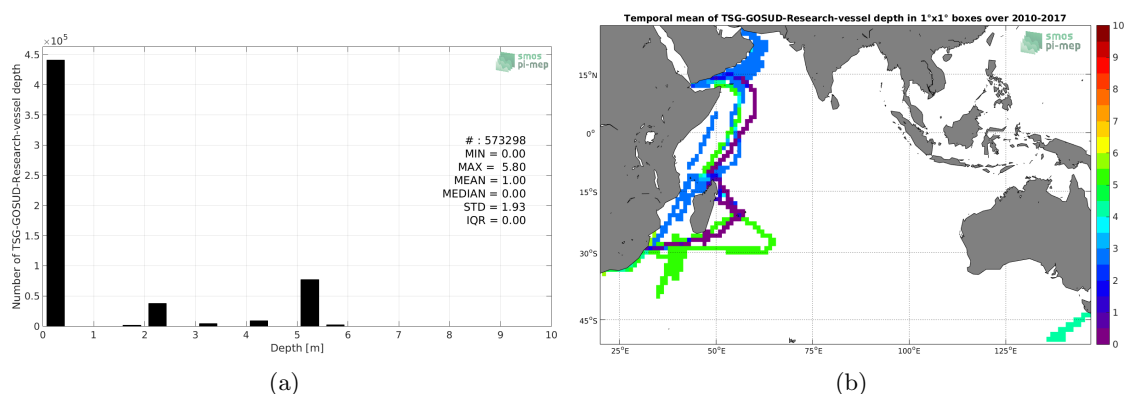 ×10⁵
4.5
4
3.5
3
2.5
2
1.5
1
0.5
0
Number of TSG-GOSUD-Research-vessel depth
smos
pi-mep
# : 573298
MIN = 0.00
MAX = 5.80
MEAN = 1.00
MEDIAN = 0.00
STD = 1.93
IQR = 0.00
0 1 2 3 4 5 6 7 8 9 10
Depth [m]
(a)
Temporal mean of TSG-GOSUD-Research-vessel depth in 1°x1° boxes over 2010-2017
smos
pi-mep
15°N
0°
15°S
30°S
45°S
25°E 50°E 75°E 100°E 125°E
10
9
8
7
6
5
4
3
2
1
0
(b)